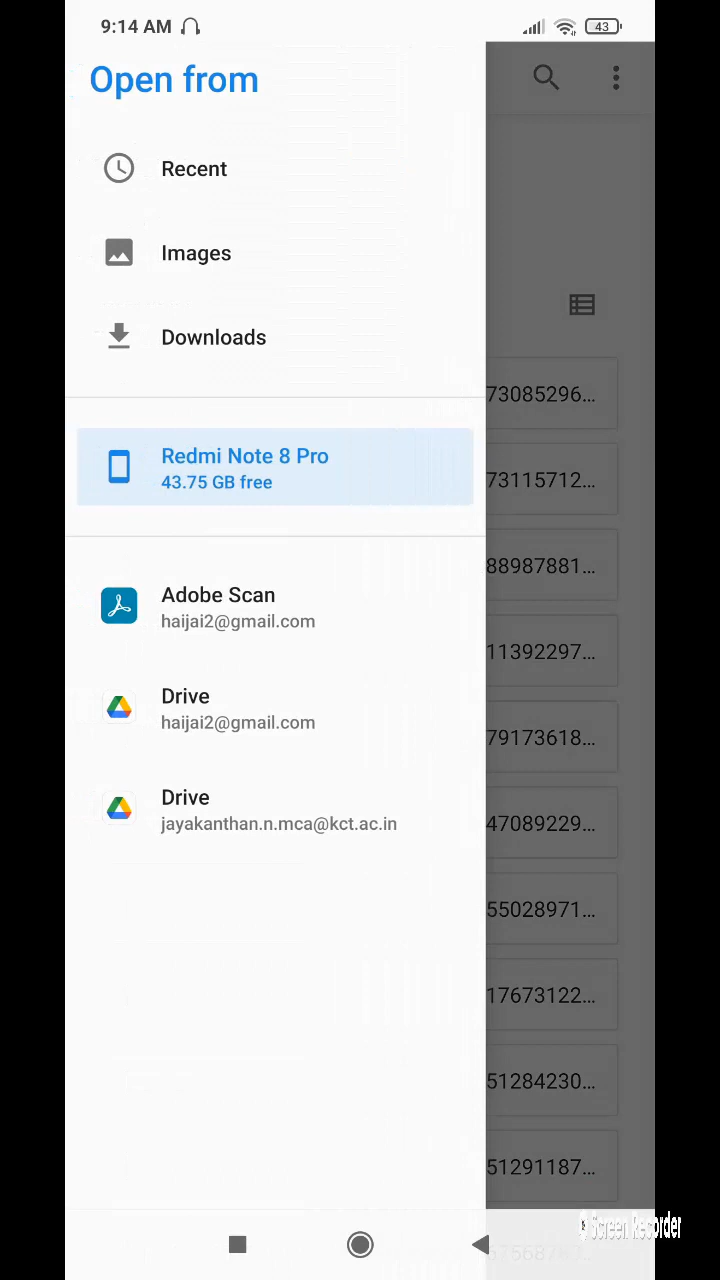 9:14 AM
43
Open from
Recent
Images
Downloads
73085296...
Redmi Note 8 Pro
43.75 GB free
73115712...
88987881...
Adobe Scan
haijai2@gmail.com
11392297...
Drive
haijai2@gmail.com
79173618...
Drive
jayakanthan.n.mca@kct.ac.in
47089229...
55028971...
17673122...
51284230...
51291187...
Screen Recorder